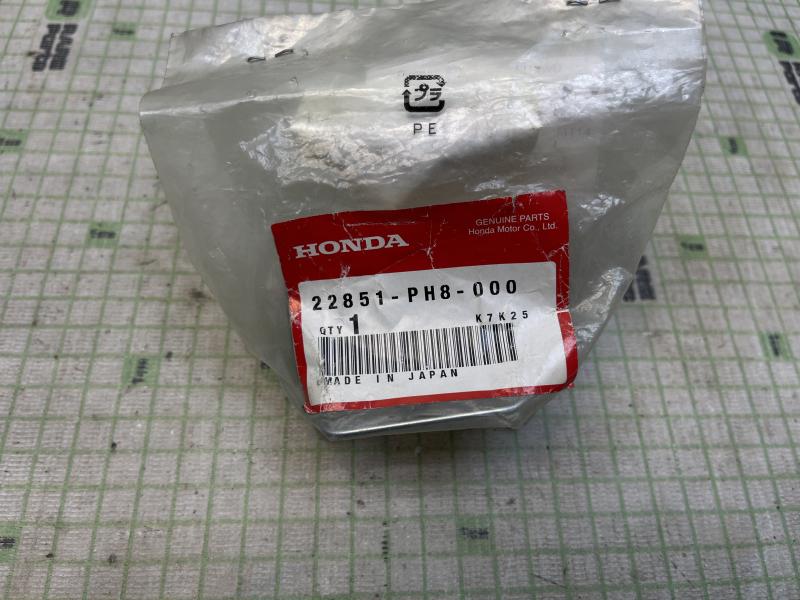 プラ
PE
GENUINE PARTS
HONDA
Honda Motor Co., Ltd.
22851-PH8-000
QTY 1
K7K25
MADE IN JAPAN